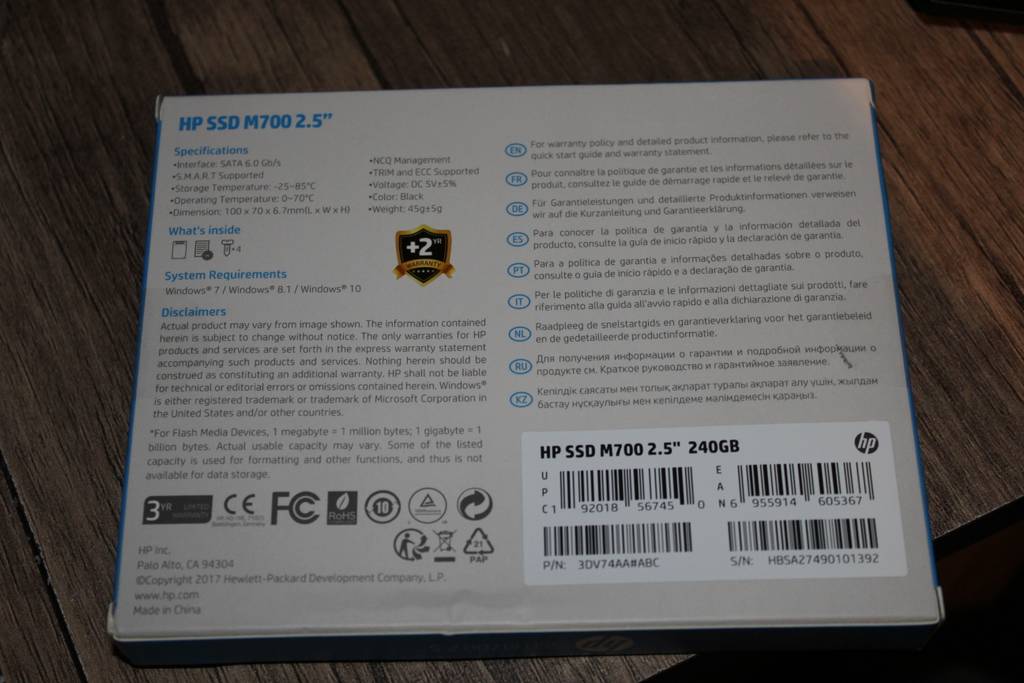 HP SSD M700 2.5”
Specifications
•Interface: SATA 6.0 Gb/s
•S.M.A.R.T Supported
•Storage Temperature: -25~85°C
•Operating Temperature: 0~70°C
•Dimension: 100 x 70 x 6.7mm(L x W x H)
•NCQ Management
•TRIM and ECC Supported
•Voltage: DC 5V±5%
•Color: Black
•Weight: 45g±5g
What's inside
×4
+2 YR
WARRANTY
System Requirements
Windows® 7 / Windows® 8.1 / Windows® 10
Disclaimers
Actual product may vary from image shown. The information contained
herein is subject to change without notice. The only warranties for HP
products and services are set forth in the express warranty statement
accompanying such products and services. Nothing herein should be
construed as constituting an additional warranty. HP shall not be liable
for technical or editorial errors or omissions contained herein. Windows®
is either registered trademark or trademark of Microsoft Corporation in
the United States and/or other countries.
*For Flash Media Devices, 1 megabyte = 1 million bytes; 1 gigabyte = 1
billion bytes. Actual usable capacity may vary. Some of the listed
capacity is used for formatting and other functions, and thus is not
available for data storage.
3YR LIMITED WARRANTY
CE
FC
RoHS
10
21
PAP
HP Inc.
Palo Alto, CA 94304
©Copyright 2017 Hewlett-Packard Development Company, L.P.
www.hp.com
Made in China
EN For warranty policy and detailed product information, please refer to the
quick start guide and warranty statement.
FR Pour connaître la politique de garantie et les informations détaillées sur le
produit, consultez le guide de démarrage rapide et le relevé de garantie.
DE Für Garantieleistungen und detaillierte Produktinformationen verweisen
wir auf die Kurzanleitung und Garantieerklärung.
ES Para conocer la política de garantía y la información detallada del
producto, consulte la guía de inicio rápido y la declaración de garantía.
PT Para a política de garantia e informações detalhadas sobre o produto,
consulte o guia de início rápido e a declaração de garantia.
IT Per le politiche di garanzia e le informazioni dettagliate sui prodotti, fare
riferimento alla guida all'avvio rapido e alla dichiarazione di garanzia.
NL Raadpleeg de snelstartgids en garantieverklaring voor het garantiebeleid
en de gedetailleerde productinformatie.
RU Для получения информации о гарантии и подробной информации о
продукте см. Краткое руководство и гарантийное заявление.
KZ Кепілдік саясаты мен толық ақпарат туралы ақпарат алу үшін, жылдам
бастау нұсқаулығы мен кепілдеме мәлімдемесін қараңыз.
HP SSD M700 2.5" 240GB
hp
UPC 1 92018 56745 0
EAN 6 955914 605367
P/N: 3DV74AA#ABC
S/N: HBSA27490101392